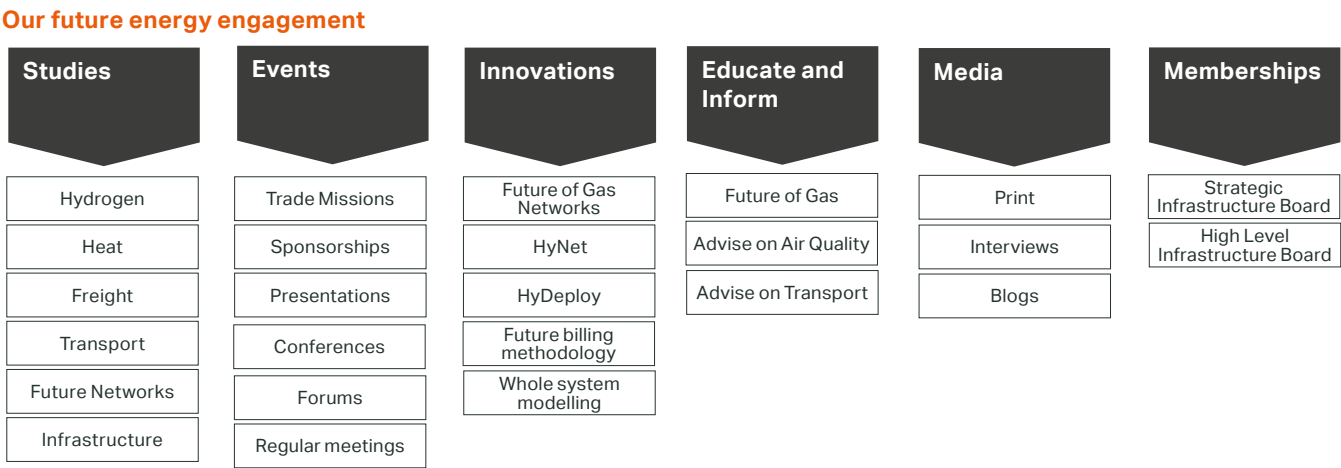 Our future energy engagement
Studies
Hydrogen
Heat
Freight
Transport
Future Networks
Infrastructure
Events
Trade Missions
Sponsorships
Presentations
Conferences
Forums
Regular meetings
Innovations
Future of Gas
Networks
HyNet
HyDeploy
Future billing
methodology
Whole system
modelling
Educate and
Inform
Future of Gas
Advise on Air Quality
Advise on Transport
Media
Print
Interviews
Blogs
Memberships
Strategic
Infrastructure Board
High Level
Infrastructure Board